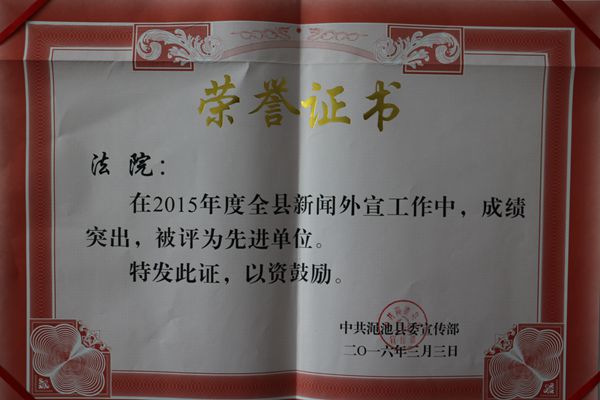 荣誉证书
法院：
在2015年度全县新闻外宣工作中，成绩
突出，被评为先进单位。
特发此证，以资鼓励。
中共渑池县委宣传部
二〇一六年三月三日